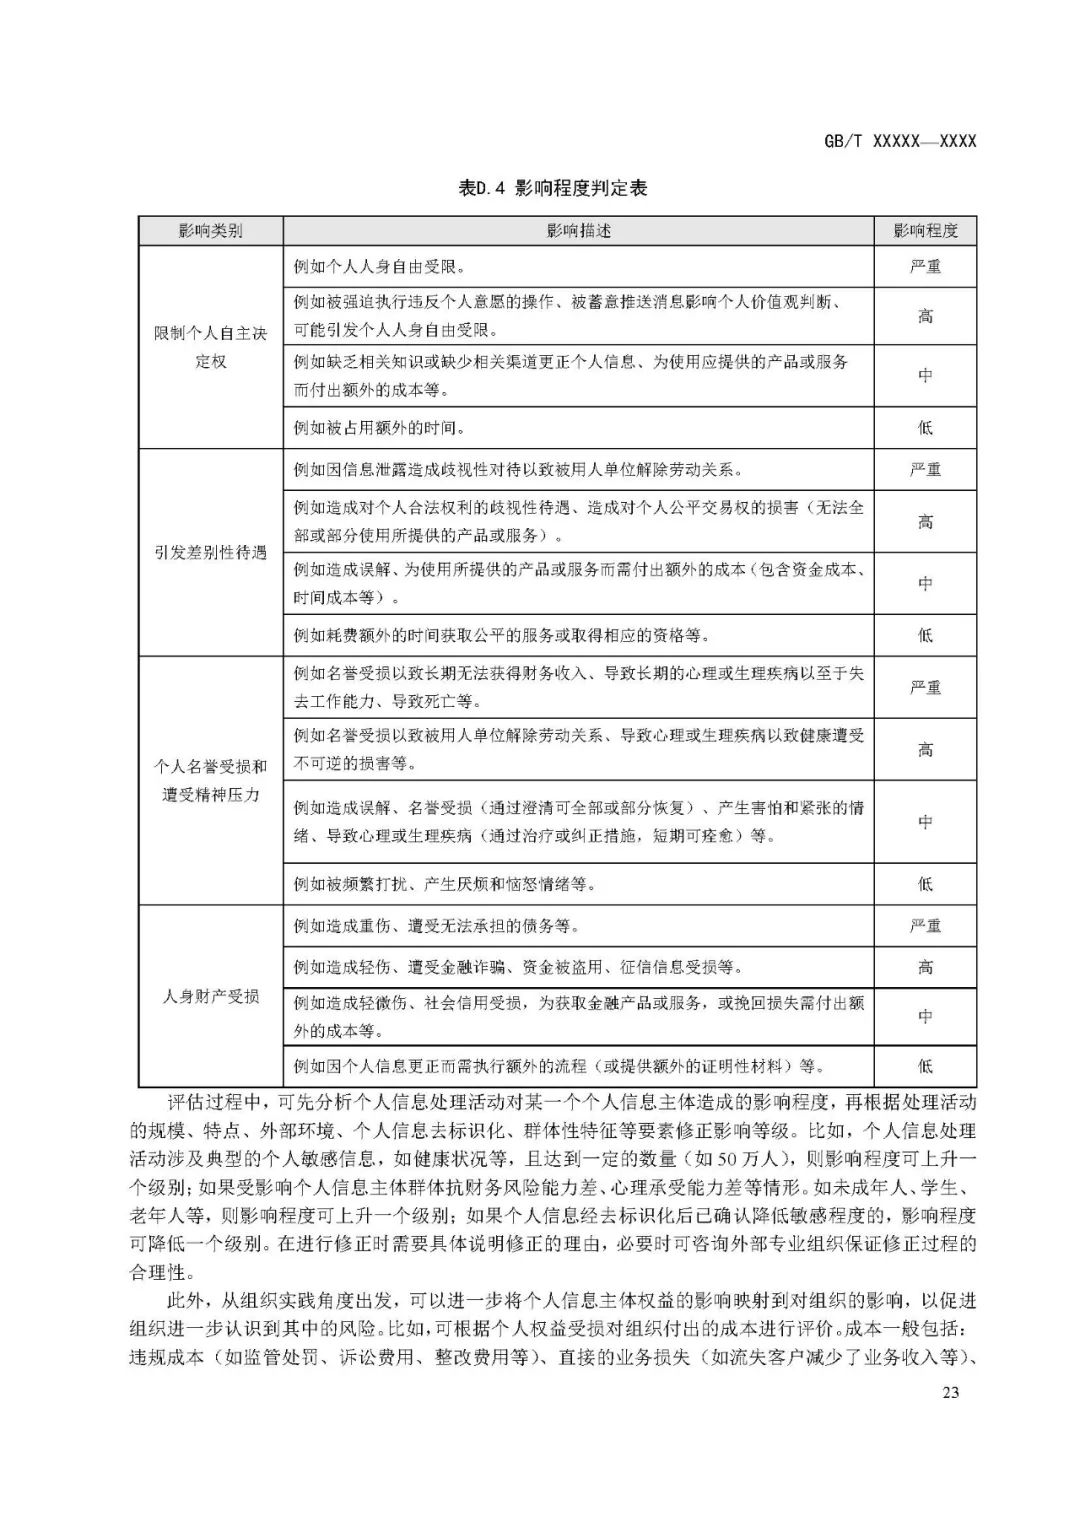 GB/T XXXXX—XXXX
表D.4 影响程度判定表
影响类别 影响描述 影响程度
限制个人自主决
定权
例如个人人身自由受限。 严重
例如被强迫执行违反个人意愿的操作、被蓄意推送消息影响个人价值观判断、
可能引发个人人身自由受限。
高
例如缺乏相关知识或缺少相关渠道更正个人信息、为使用应提供的产品或服务
而付出额外的成本等。
中
例如被占用额外的时间。 低
引发差别性待遇
例如因信息泄露造成歧视性对待以致被用人单位解除劳动关系。 严重
例如造成对个人合法权利的歧视性待遇、造成对个人公平交易权的损害（无法全
部或部分使用所提供的产品或服务）。
高
例如造成误解、为使用所提供的产品或服务而需付出额外的成本（包含资金成本、
时间成本等）。
中
例如耗费额外的时间获取公平的服务或取得相应的资格等。 低
个人名誉受损和
遭受精神压力
例如名誉受损以致长期无法获得财务收入、导致长期的心理或生理疾病以至于失
去工作能力、导致死亡等。
严重
例如名誉受损以致被用人单位解除劳动关系、导致心理或生理疾病以致健康遭受
不可逆的损害等。
高
例如造成误解、名誉受损（通过澄清可全部或部分恢复）、产生害怕和紧张的情
绪、导致心理或生理疾病（通过治疗或纠正措施，短期可痊愈）等。
中
例如被频繁打扰、产生厌烦和恼怒情绪等。 低
人身财产受损
例如造成重伤、遭受无法承担的债务等。 严重
例如造成轻伤、遭受金融诈骗、资金被盗用、征信信息受损等。 高
例如造成轻微伤、社会信用受损，为获取金融产品或服务，或挽回损失需付出额
外的成本等。
中
例如因个人信息更正而需执行额外的流程（或提供额外的证明性材料）等。 低
评估过程中，可先分析个人信息处理活动对某一个个人信息主体造成的影响程度，再根据处理活动
的规模、特点、外部环境、个人信息去标识化、群体性特征等要素修正影响等级。比如，个人信息处理
活动涉及典型的个人敏感信息，如健康状况等，且达到一定的数量（如50万人），则影响程度可上升一
个级别；如果受影响个人信息主体群体抗财务风险能力差、心理承受能力差等情形。如未成年人、学生、
老年人等，则影响程度可上升一个级别；如果个人信息经去标识化后已确认降低敏感程度的，影响程度
可降低一个级别。在进行修正时需要具体说明修正的理由，必要时可咨询外部专业组织保证修正过程的
合理性。
此外，从组织实践角度出发，可以进一步将个人信息主体权益的影响映射到对组织的影响，以促进
组织进一步认识到其中的风险。比如，可根据个人权益受损对组织付出的成本进行评价。成本一般包括：
违规成本（如监管处罚、诉讼费用、整改费用等）、直接的业务损失（如流失客户减少了业务收入等）、
23